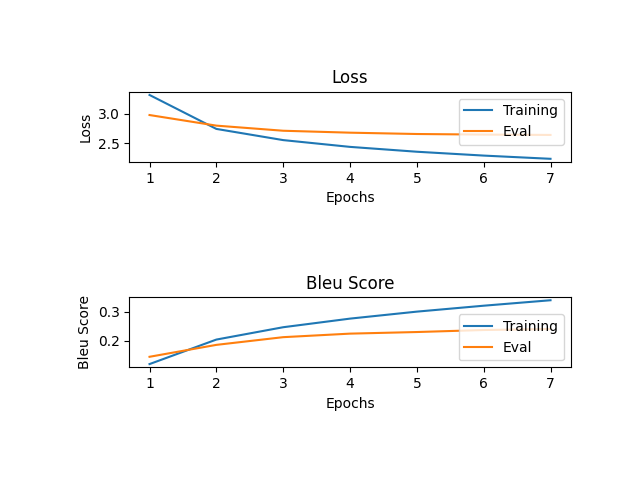 Loss
Loss
3.0
2.5
Training
Eval
1 2 3 4 5 6 7
Epochs
Bleu Score
Bleu Score
0.3
0.2
Training
Eval
1 2 3 4 5 6 7
Epochs